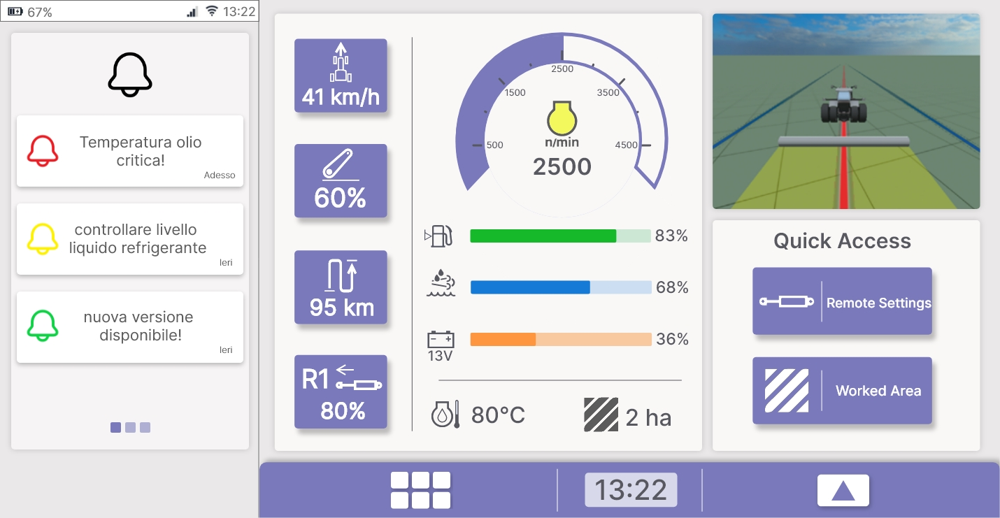 67%
13:22
Temperatura olio
critica!
Adesso
controllare livello
liquido refrigerante
Ieri
nuova versione
disponibile!
Ieri
41 km/h
60%
95 km
R1
80%
2500
1500
3500
500
4500
n/min
2500
83%
68%
36%
13V
80°C
2 ha
Quick Access
Remote Settings
Worked Area
13:22